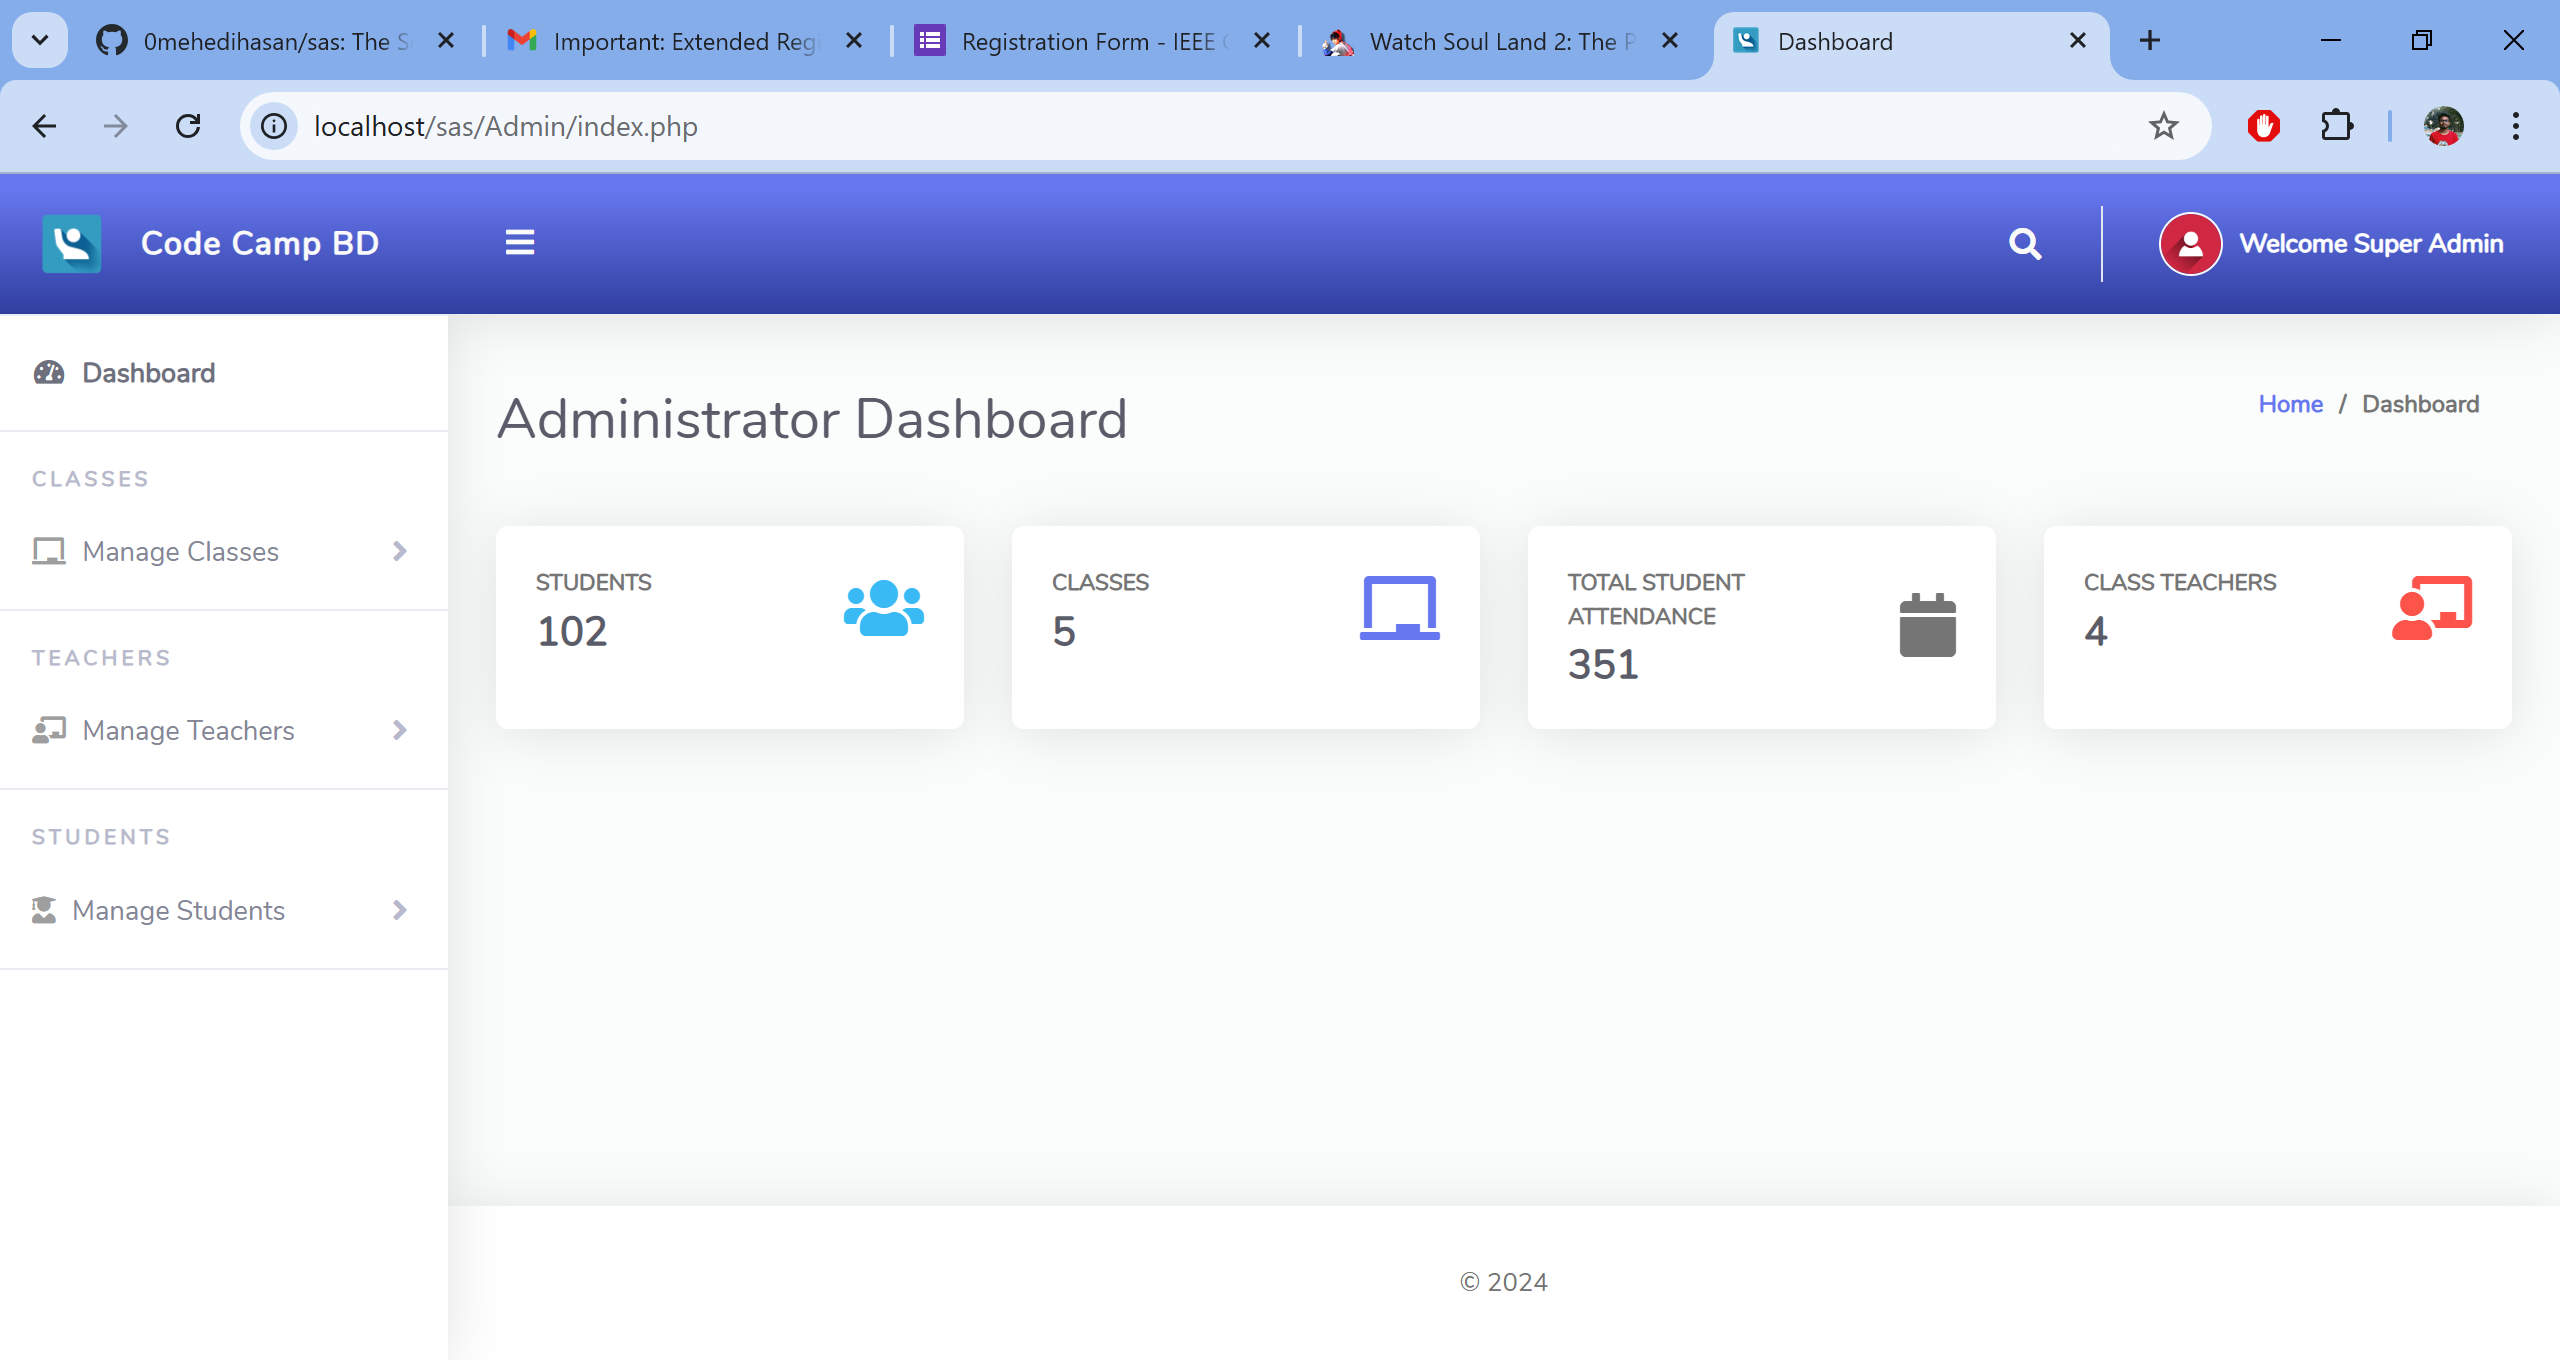 0mehedihasan/sas: The S
Important: Extended Regi
Registration Form - IEEE
Watch Soul Land 2: The P
Dashboard
localhost/sas/Admin/index.php
Code Camp BD
Welcome Super Admin
Dashboard
CLASSES
Manage Classes
TEACHERS
Manage Teachers
STUDENTS
Manage Students
Administrator Dashboard
Home / Dashboard
STUDENTS
102
CLASSES
5
TOTAL STUDENT
ATTENDANCE
351
CLASS TEACHERS
4
© 2024